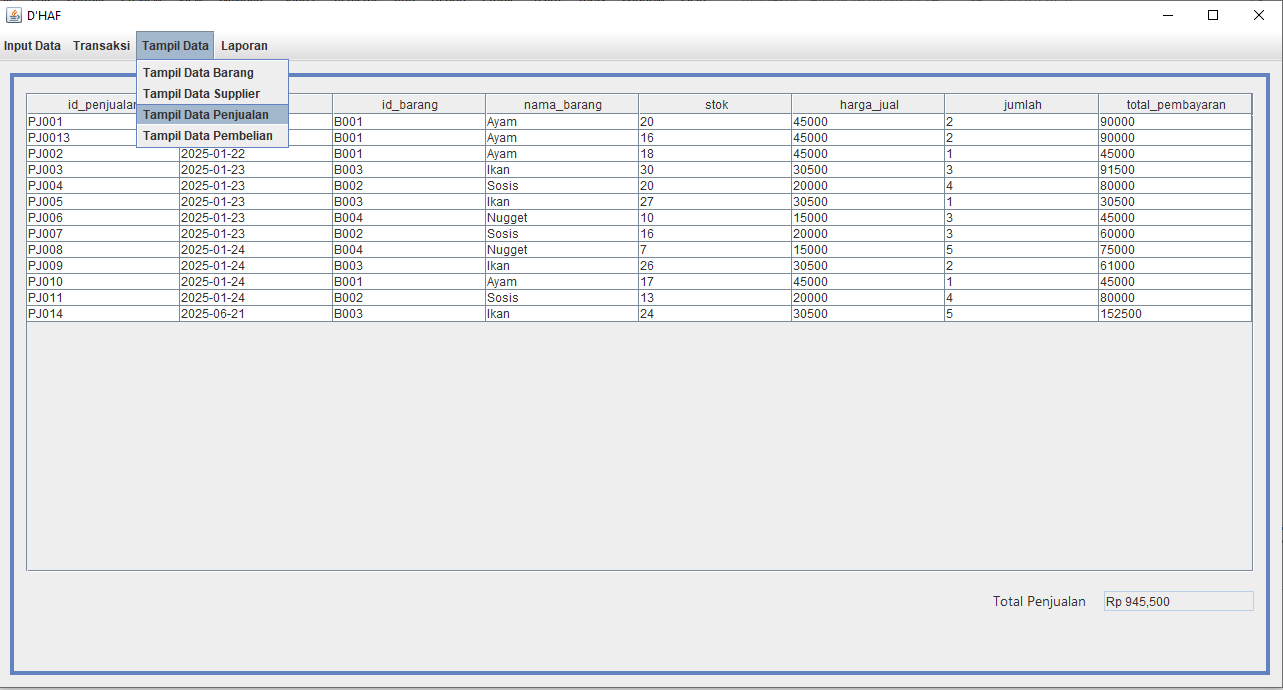 D'HAF
Input Data Transaksi Tampil Data Laporan
Tampil Data Barang
Tampil Data Supplier
Tampil Data Penjualan
Tampil Data Pembelian
id_penjualan id_barang nama_barang stok harga_jual jumlah total_pembayaran
PJ001 B001 Ayam 20 45000 2 90000
PJ0013 B001 Ayam 16 45000 2 90000
PJ002 2025-01-22 B001 Ayam 18 45000 1 45000
PJ003 2025-01-23 B003 Ikan 30 30500 3 91500
PJ004 2025-01-23 B002 Sosis 20 20000 4 80000
PJ005 2025-01-23 B003 Ikan 27 30500 1 30500
PJ006 2025-01-23 B004 Nugget 10 15000 3 45000
PJ007 2025-01-23 B002 Sosis 16 20000 3 60000
PJ008 2025-01-24 B004 Nugget 7 15000 5 75000
PJ009 2025-01-24 B003 Ikan 26 30500 2 61000
PJ010 2025-01-24 B001 Ayam 17 45000 1 45000
PJ011 2025-01-24 B002 Sosis 13 20000 4 80000
PJ014 2025-06-21 B003 Ikan 24 30500 5 152500
Total Penjualan Rp 945,500